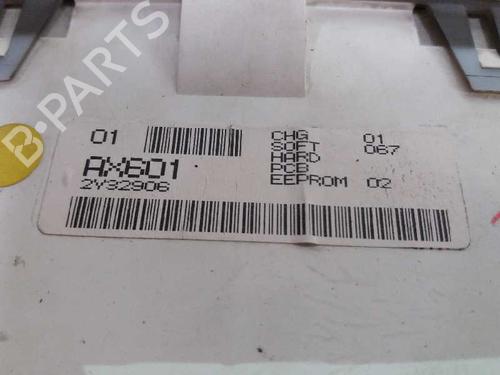 B-PARTS
01
AX601
2Y32906
CHG 01
SOFT 067
HARD
PCB
EEPROM 02